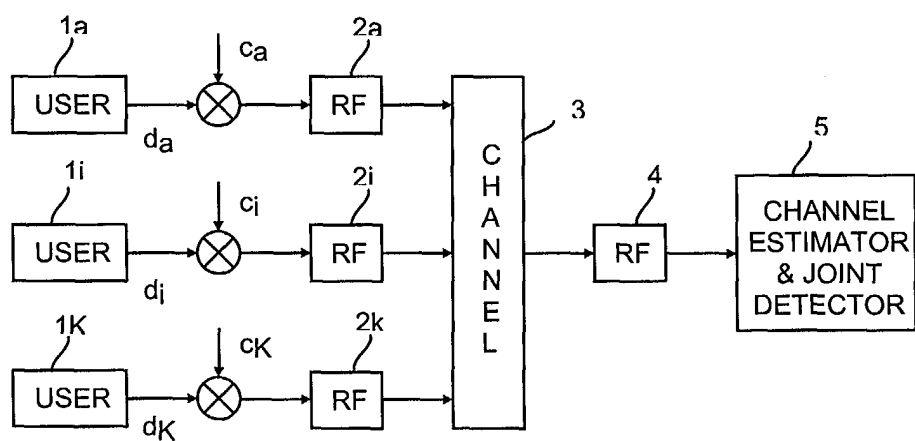 1a
USER
da
ca
2a
RF
1i
USER
di
ci
2i
RF
1K
USER
dK
cK
2k
RF
CHANNEL
3
4
RF
5
CHANNEL
ESTIMATOR
& JOINT
DETECTOR